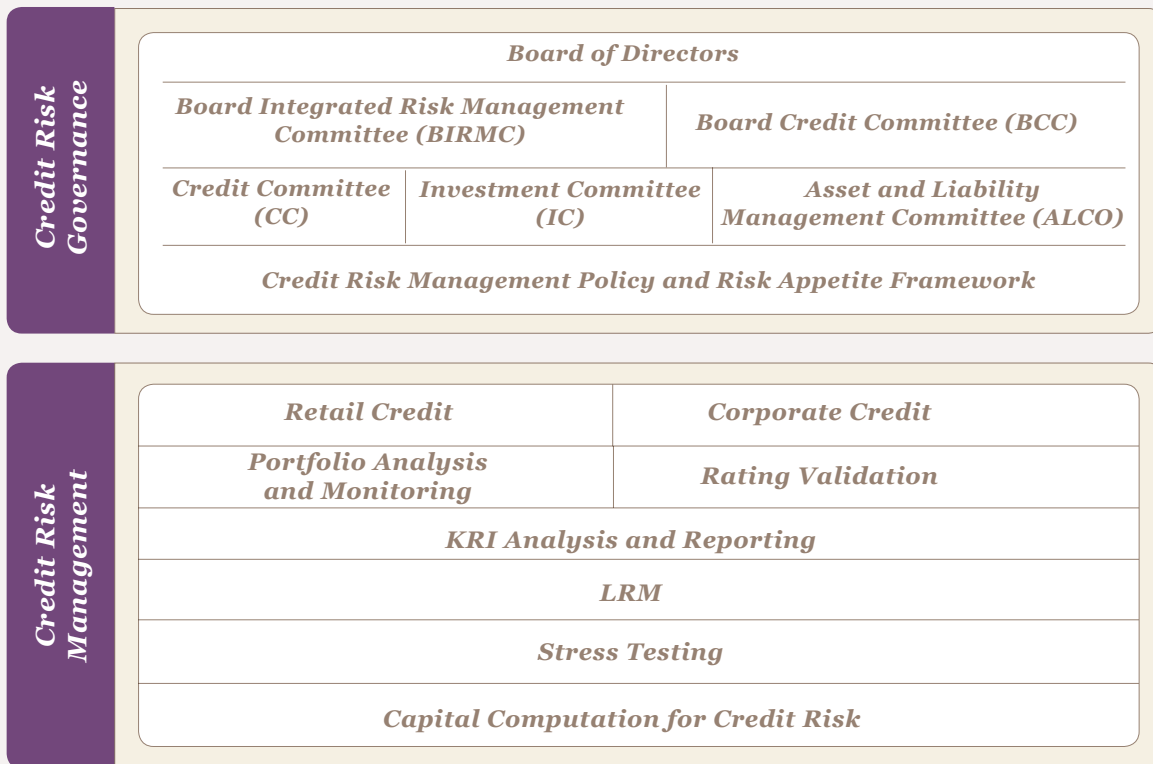 Credit Risk
Governance
Board of Directors
Board Integrated Risk Management
Committee (BIRMC)
Board Credit Committee (BCC)
Credit Committee
(CC)
Investment Committee
(IC)
Asset and Liability
Management Committee (ALCO)
Credit Risk Management Policy and Risk Appetite Framework
Credit Risk
Management
Retail Credit
Corporate Credit
Portfolio Analysis
and Monitoring
Rating Validation
KRI Analysis and Reporting
LRM
Stress Testing
Capital Computation for Credit Risk